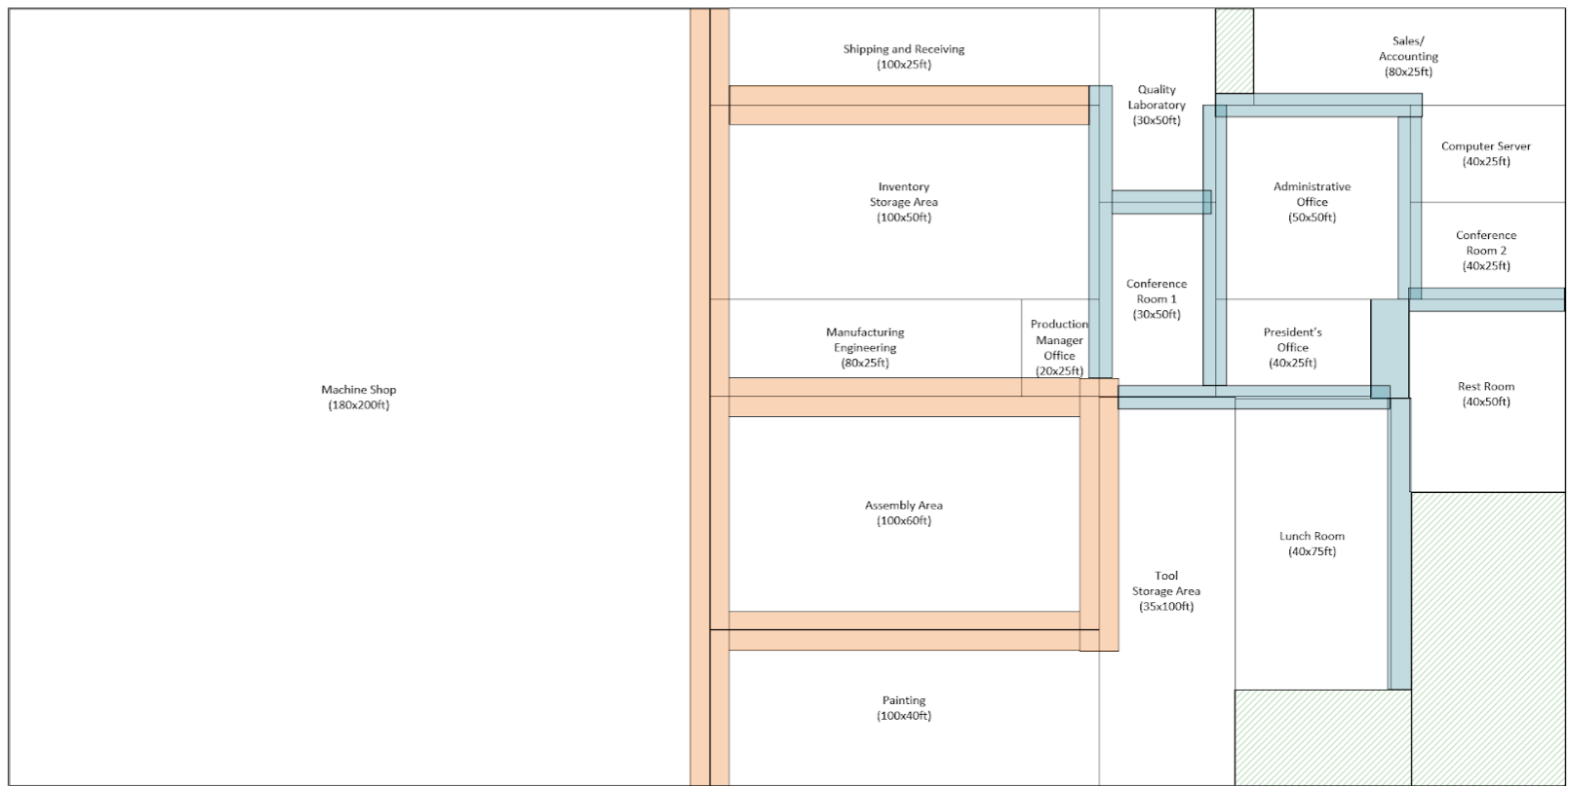 Shipping and Receiving
(100x25ft)
Sales/
Accounting
(80x25ft)
Quality
Laboratory
(30x50ft)
Computer Server
(40x25ft)
Inventory
Storage Area
(100x50ft)
Administrative
Office
(50x50ft)
Conference
Room 2
(40x25ft)
Conference
Room 1
(30x50ft)
Manufacturing
Engineering
(80x25ft)
Production
Manager
Office
(20x25ft)
President's
Office
(40x25ft)
Machine Shop
(180x200ft)
Rest Room
(40x50ft)
Assembly Area
(100x60ft)
Lunch Room
(40x75ft)
Tool
Storage Area
(35x100ft)
Painting
(100x40ft)